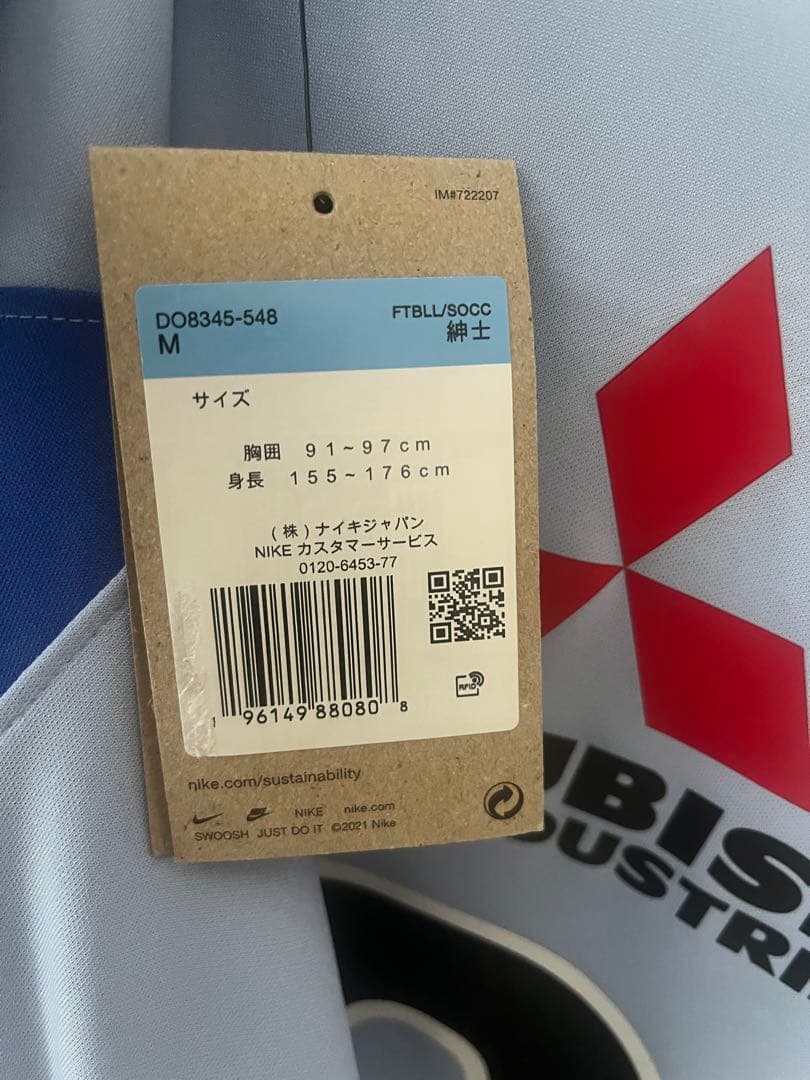 IM#722207
DO8345-548
FTBLL/SOCC
M
紳士
サイズ
胸囲 91~97cm
身長 155~176cm
(株)ナイキジャパン
NIKE カスタマーサービス
0120-6453-77
1 96149 88080 8
RFID
nike.com/sustainability
NIKE nike.com
SWOOSH JUST DO IT ©2021 Nike
UBIS
DUSTRI